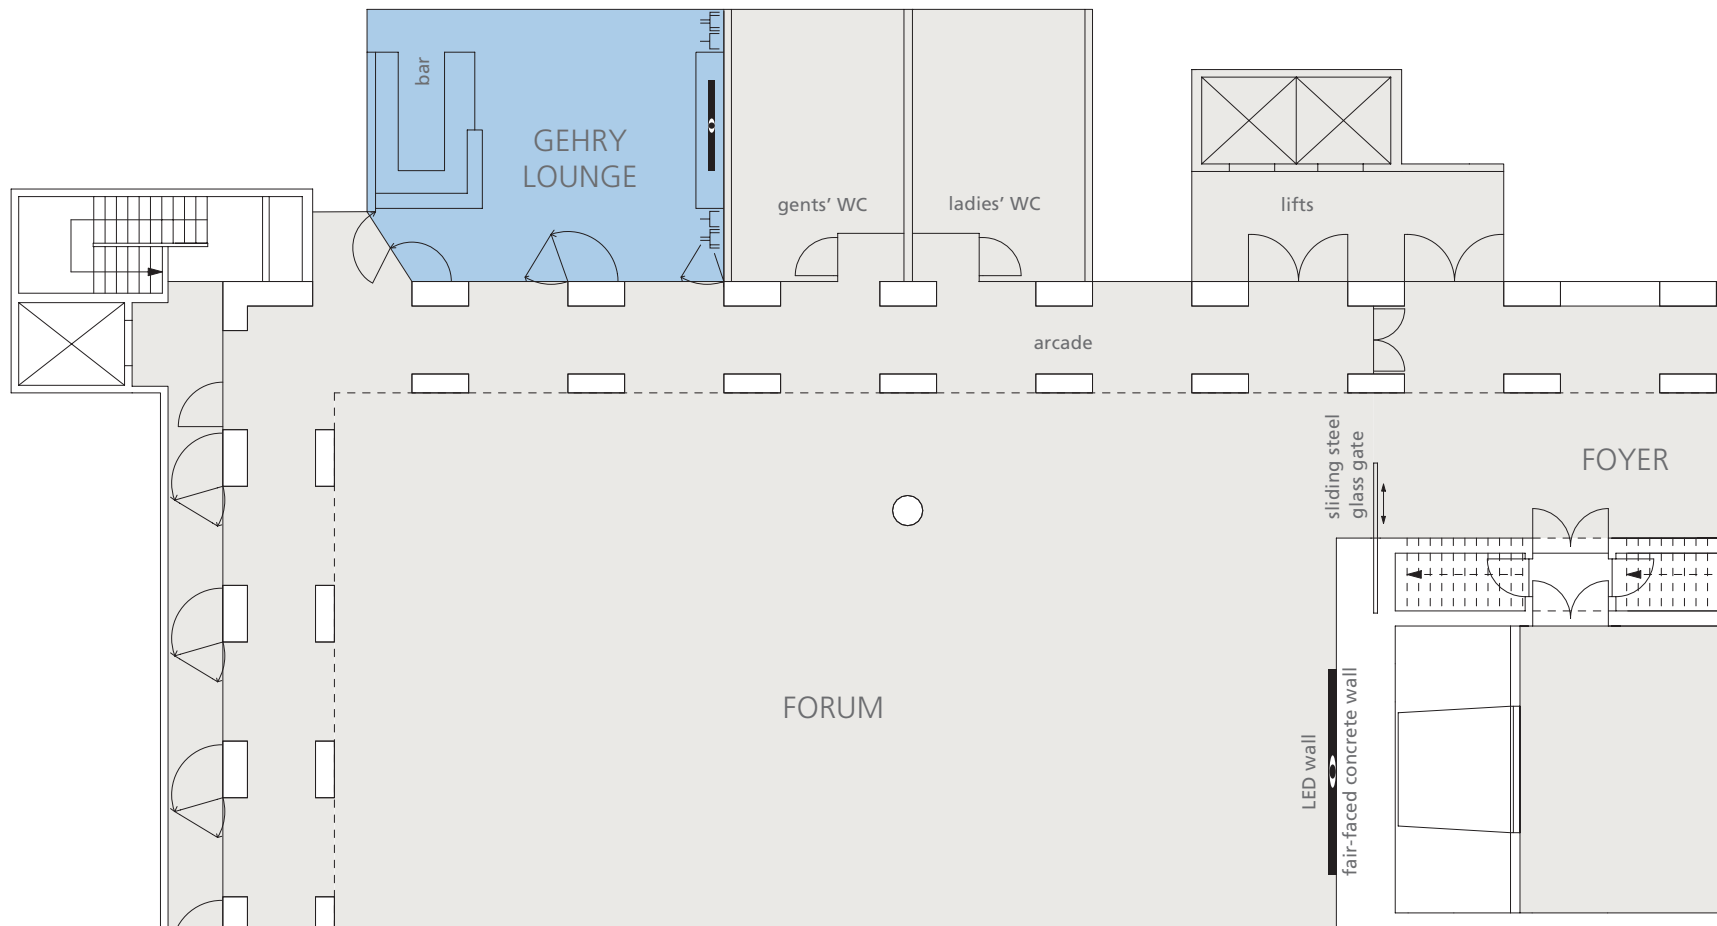 bar
GEHRY
LOUNGE
gents’ WC
ladies’ WC
lifts
arcade
sliding steel
glass gate
FOYER
FORUM
LED wall
fair-faced concrete wall